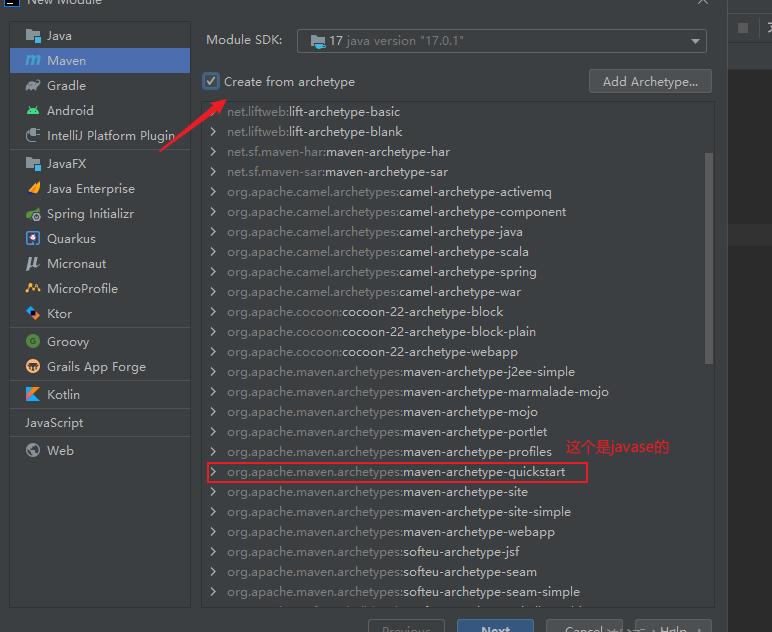 New Module
Java
Maven
Gradle
Android
IntelliJ Platform Plugin
JavaFX
Java Enterprise
Spring Initializr
Quarkus
Micronaut
MicroProfile
Ktor
Groovy
Grails App Forge
Kotlin
JavaScript
Web
Module SDK:
17 java version "17.0.1"
Create from archetype
Add Archetype...
net.liftweb:lift-archetype-basic
net.liftweb:lift-archetype-blank
net.sf.maven-har:maven-archetype-har
net.sf.maven-sar:maven-archetype-sar
org.apache.camel.archetypes:camel-archetype-activemq
org.apache.camel.archetypes:camel-archetype-component
org.apache.camel.archetypes:camel-archetype-java
org.apache.camel.archetypes:camel-archetype-scala
org.apache.camel.archetypes:camel-archetype-spring
org.apache.camel.archetypes:camel-archetype-war
org.apache.cocoon:cocoon-22-archetype-block
org.apache.cocoon:cocoon-22-archetype-block-plain
org.apache.cocoon:cocoon-22-archetype-webapp
org.apache.maven.archetypes:maven-archetype-j2ee-simple
org.apache.maven.archetypes:maven-archetype-marmalade-mojo
org.apache.maven.archetypes:maven-archetype-mojo
org.apache.maven.archetypes:maven-archetype-portlet
org.apache.maven.archetypes:maven-archetype-profiles
这个是javase的
org.apache.maven.archetypes:maven-archetype-quickstart
org.apache.maven.archetypes:maven-archetype-site
org.apache.maven.archetypes:maven-archetype-site-simple
org.apache.maven.archetypes:maven-archetype-webapp
org.apache.maven.archetypes:softeu-archetype-jsf
org.apache.maven.archetypes:softeu-archetype-seam
org.apache.maven.archetypes:softeu-archetype-seam-simple
Previous
Next
Cancel
Help